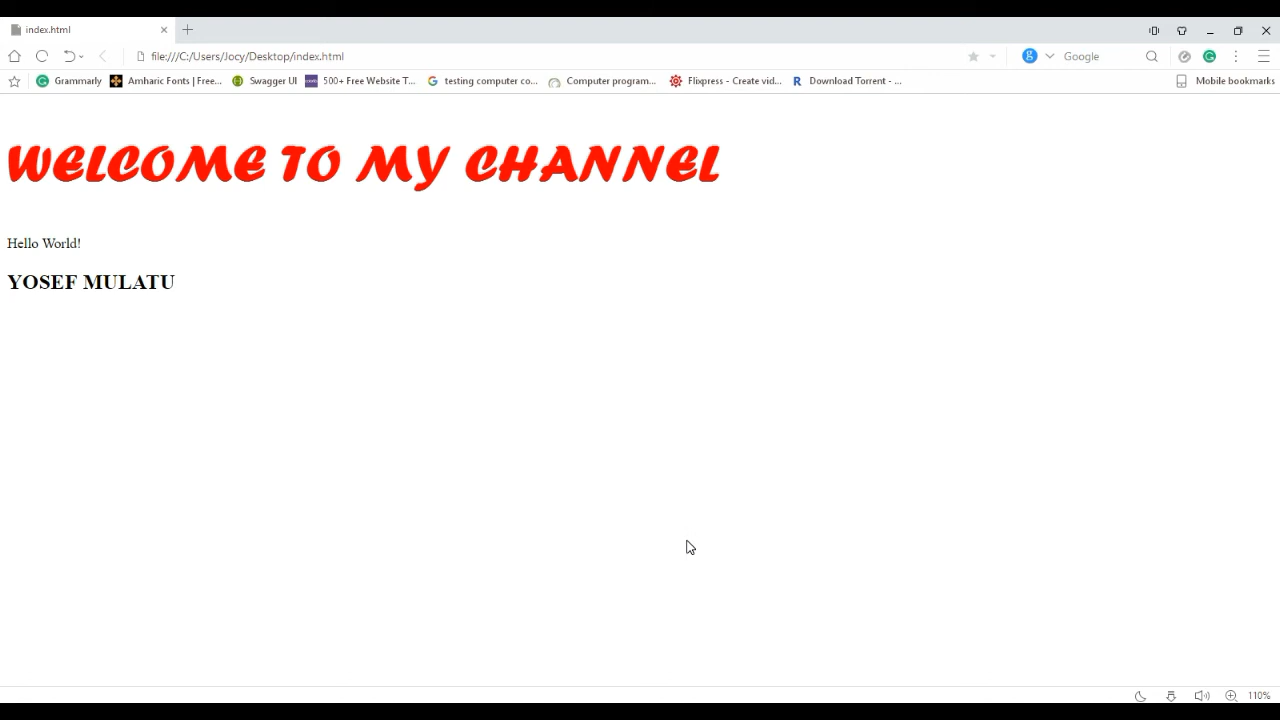 index.html
file:///C:/Users/Jocy/Desktop/index.html
Google
Grammarly Amharic Fonts | Free... Swagger UI 500+ Free Website T... testing computer co... Computer program... Flixpress - Create vid... Download Torrent - ... Mobile bookmarks
WELCOME TO MY CHANNEL
Hello World!
YOSEF MULATU
110%